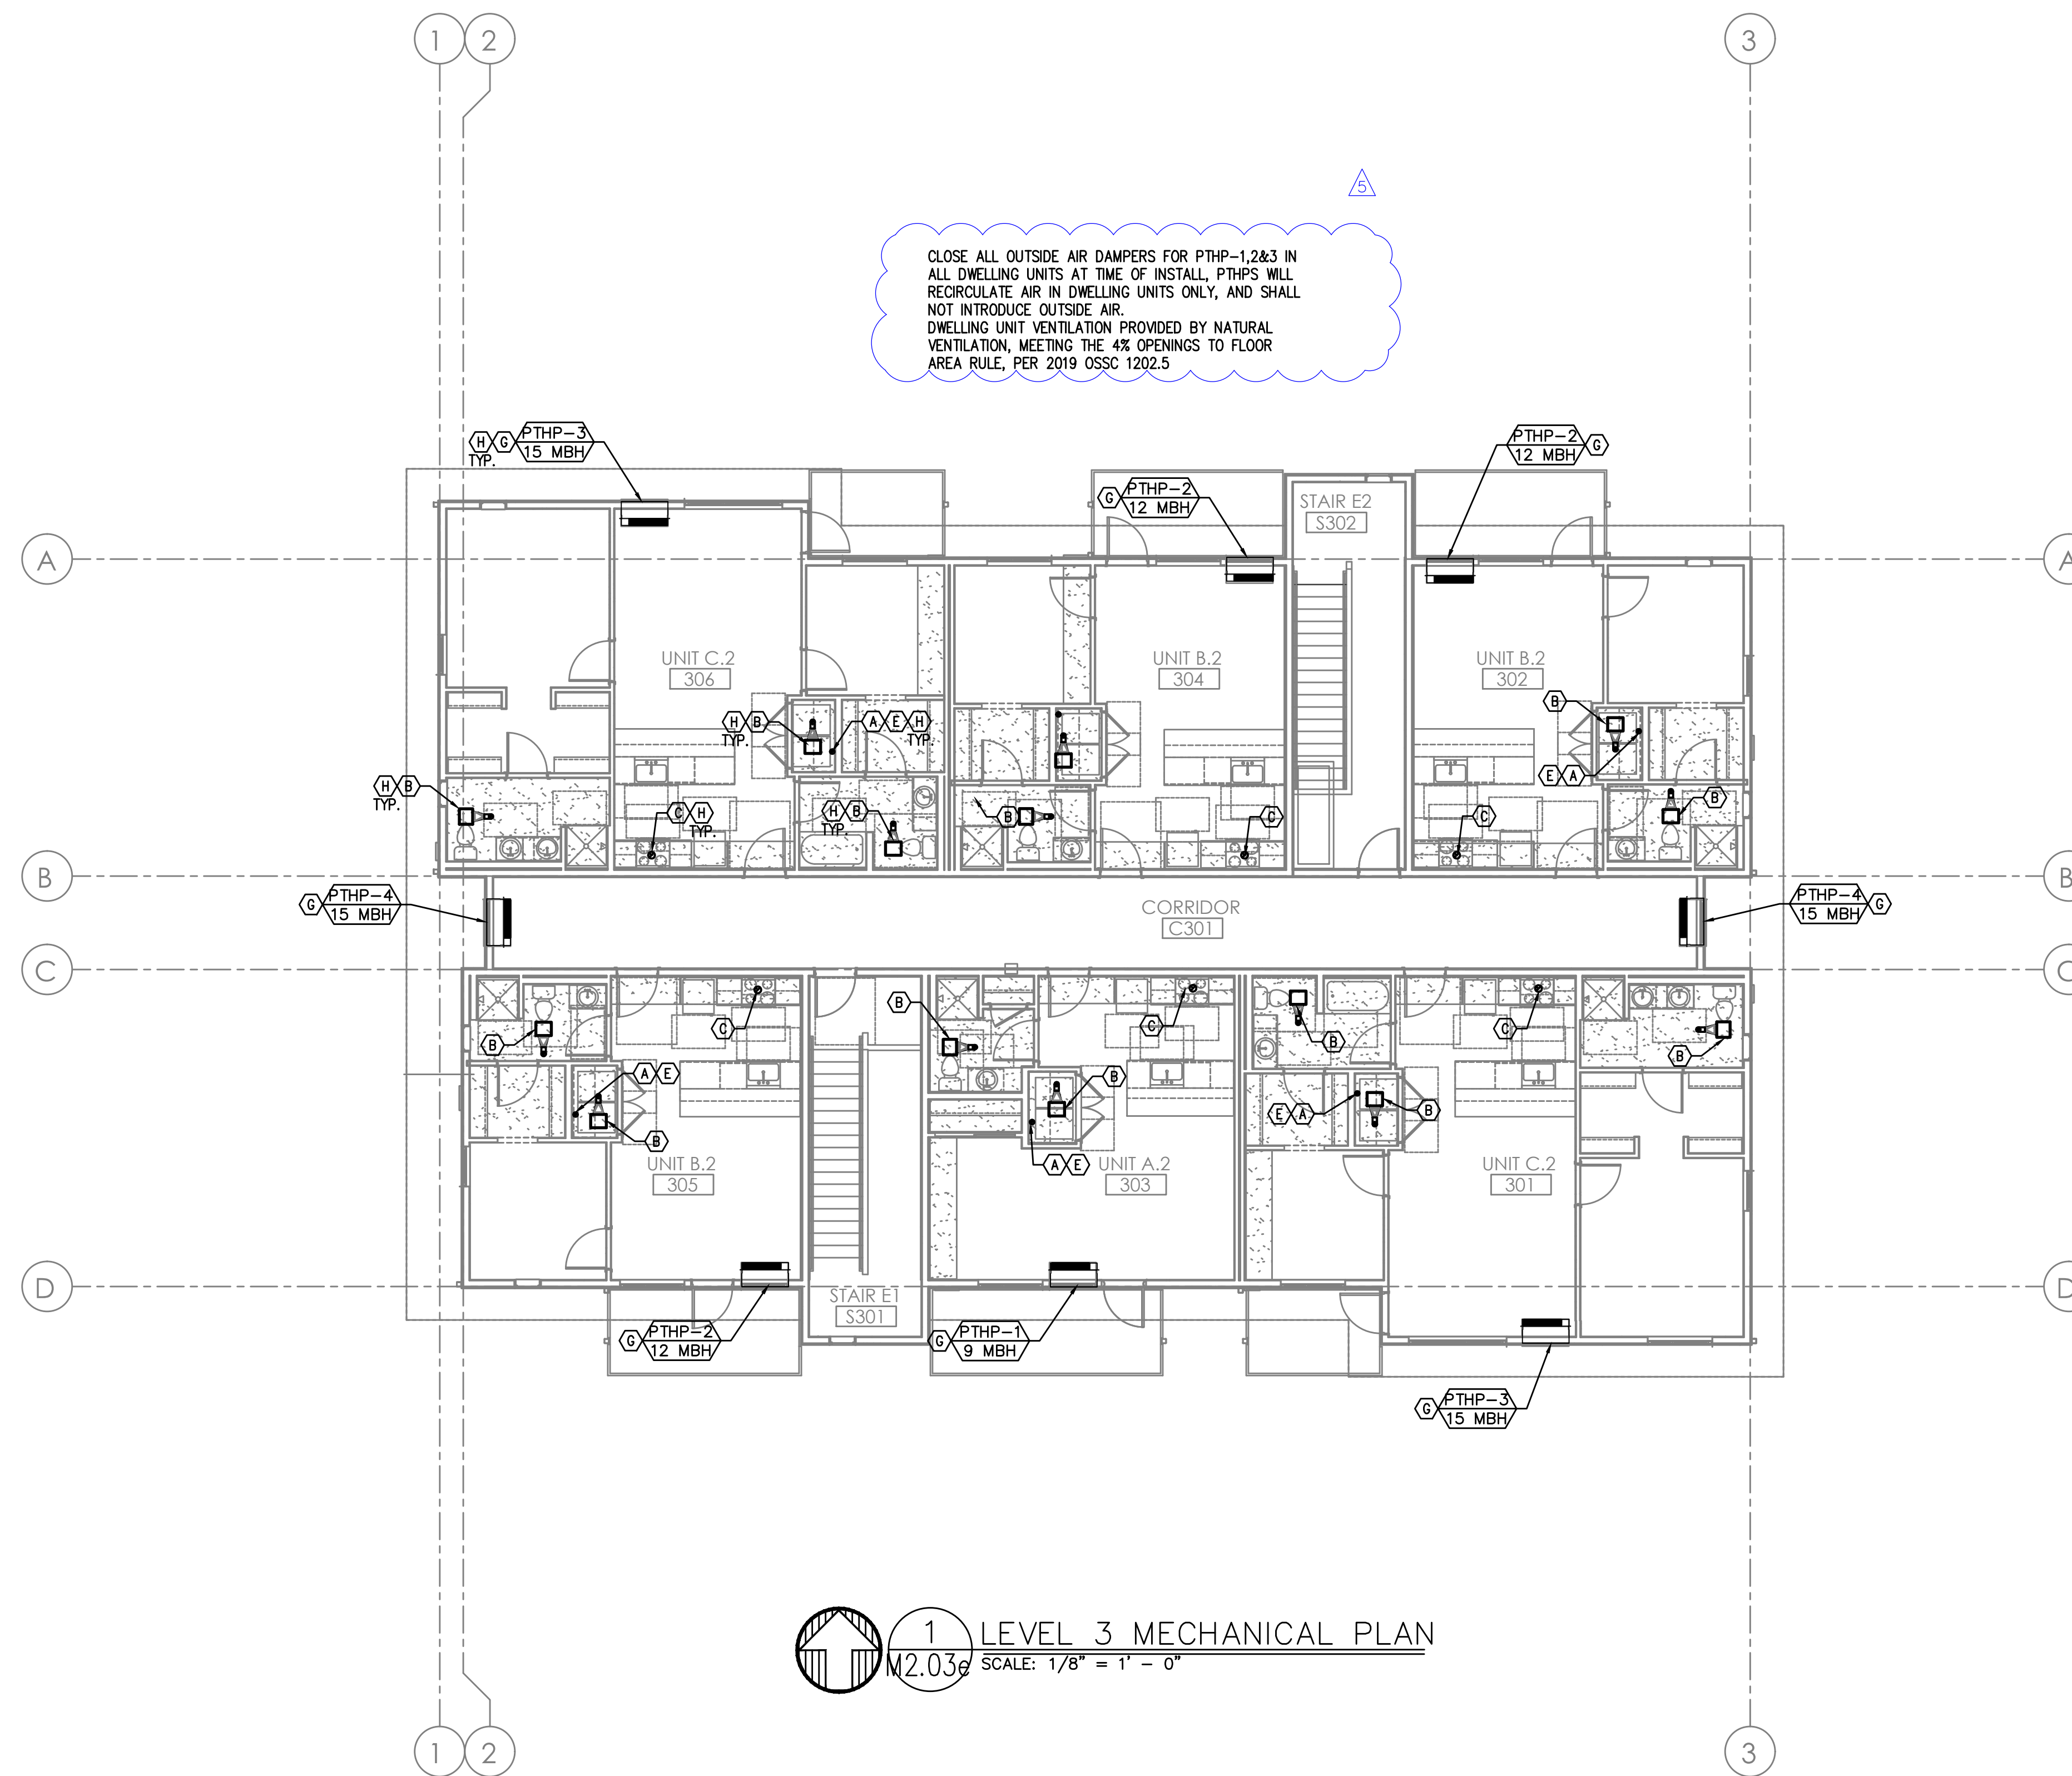 1
2
3
5
CLOSE ALL OUTSIDE AIR DAMPERS FOR PTHP-1,2&3 IN
ALL DWELLING UNITS AT TIME OF INSTALL, PTHPS WILL
RECIRCULATE AIR IN DWELLING UNITS ONLY, AND SHALL
NOT INTRODUCE OUTSIDE AIR.
DWELLING UNIT VENTILATION PROVIDED BY NATURAL
VENTILATION, MEETING THE 4% OPENINGS TO FLOOR
AREA RULE, PER 2019 OSSC 1202.5
H G PTHP-3
15 MBH
TYP.
G PTHP-2
12 MBH
PTHP-2 G
12 MBH
STAIR E2
S302
A
A
UNIT C.2
306
UNIT B.2
304
UNIT B.2
302
H B
TYP.
A E H
TYP.
B
E A
H B
TYP.
C H
TYP.
H B
TYP.
B
C
C
B
B
B
G PTHP-4
15 MBH
CORRIDOR
C301
PTHP-4 G
15 MBH
C
C
B
C
B
C
B
C
B
A E
B
B
E A
B
A E
UNIT B.2
305
UNIT A.2
303
UNIT C.2
301
D
D
STAIR E1
S301
G PTHP-2
12 MBH
G PTHP-1
9 MBH
G PTHP-3
15 MBH
1
M2.03e
LEVEL 3 MECHANICAL PLAN
SCALE: 1/8" = 1' - 0"
1
2
3